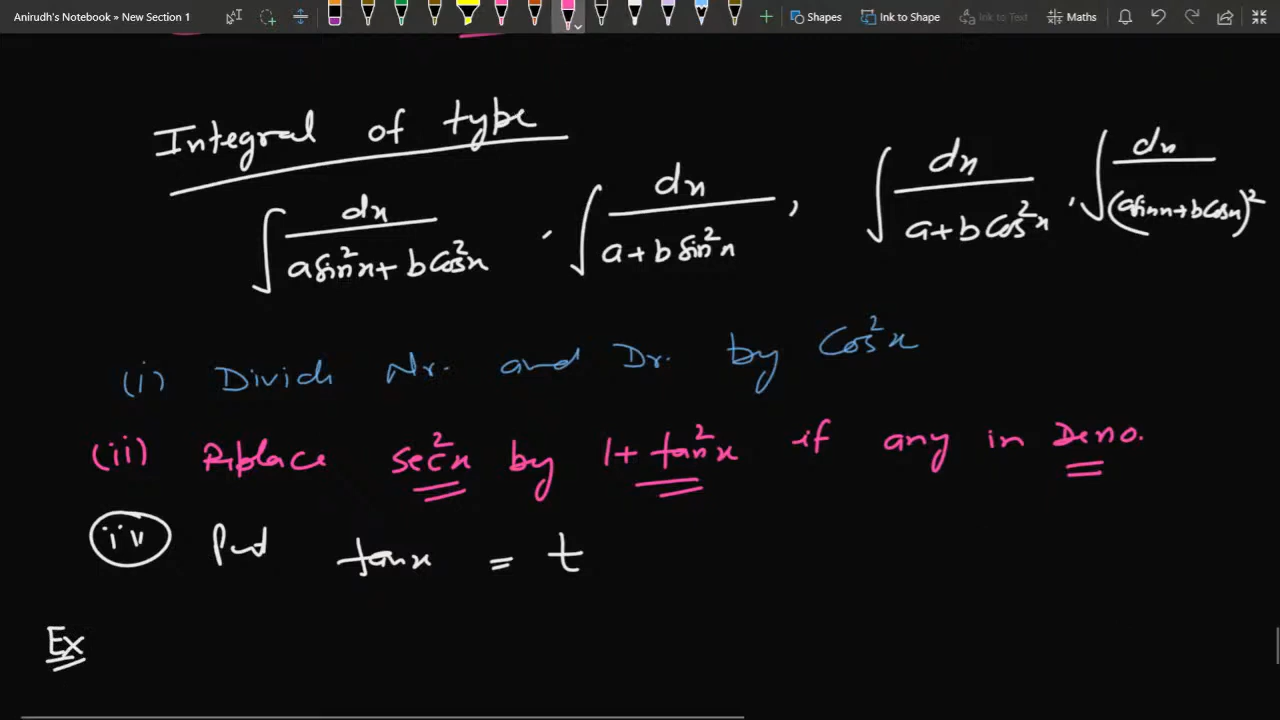 Anirudh's Notebook » New Section 1
Shapes Ink to Shape Ink to Text Maths
Integral of type
∫ dx / (a sin²x + b cos²x) , ∫ dx / (a + b sin²x) , ∫ dx / (a + b cos²x) , ∫ dx / (a sinx + b cosx)²
(i) Divide Nr. and Dr. by Cos²x
(ii) Replace sec²x by 1 + tan²x if any in Deno.
(iv) Put tanx = t
Ex